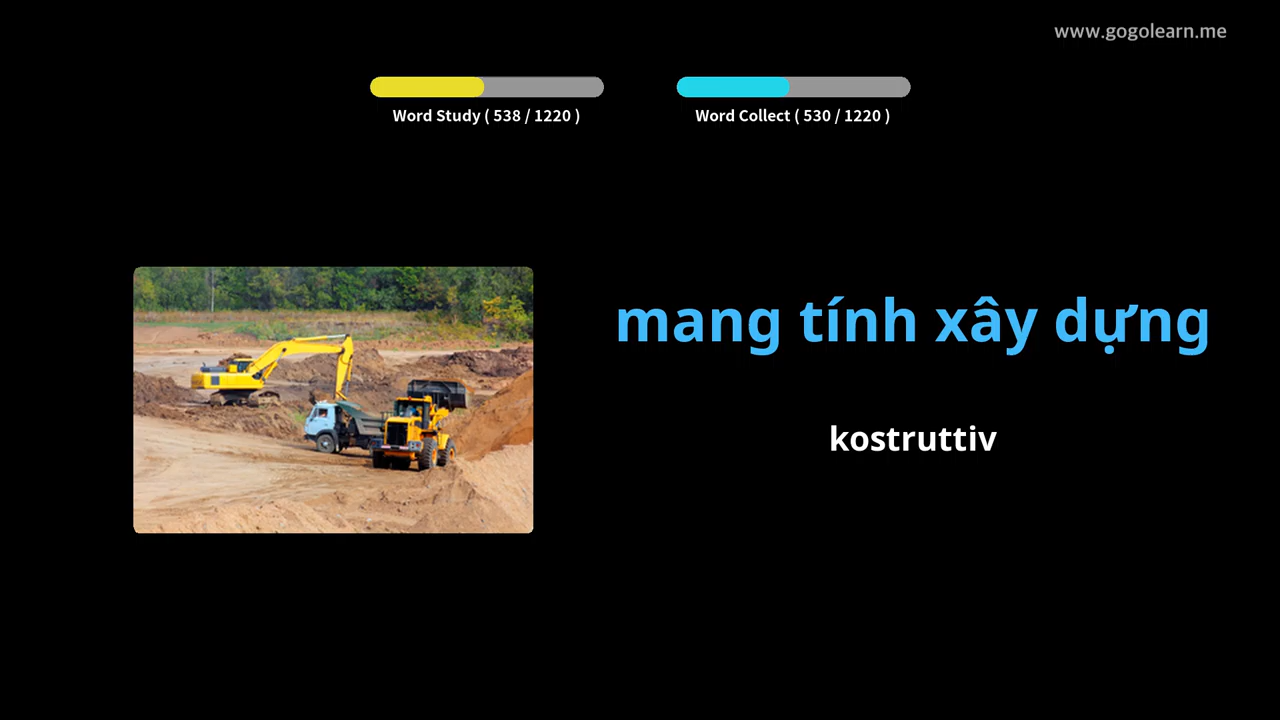 www.gogolearn.me
Word Study ( 538 / 1220 )
Word Collect ( 530 / 1220 )
mang tính xây dựng
kostruttiv